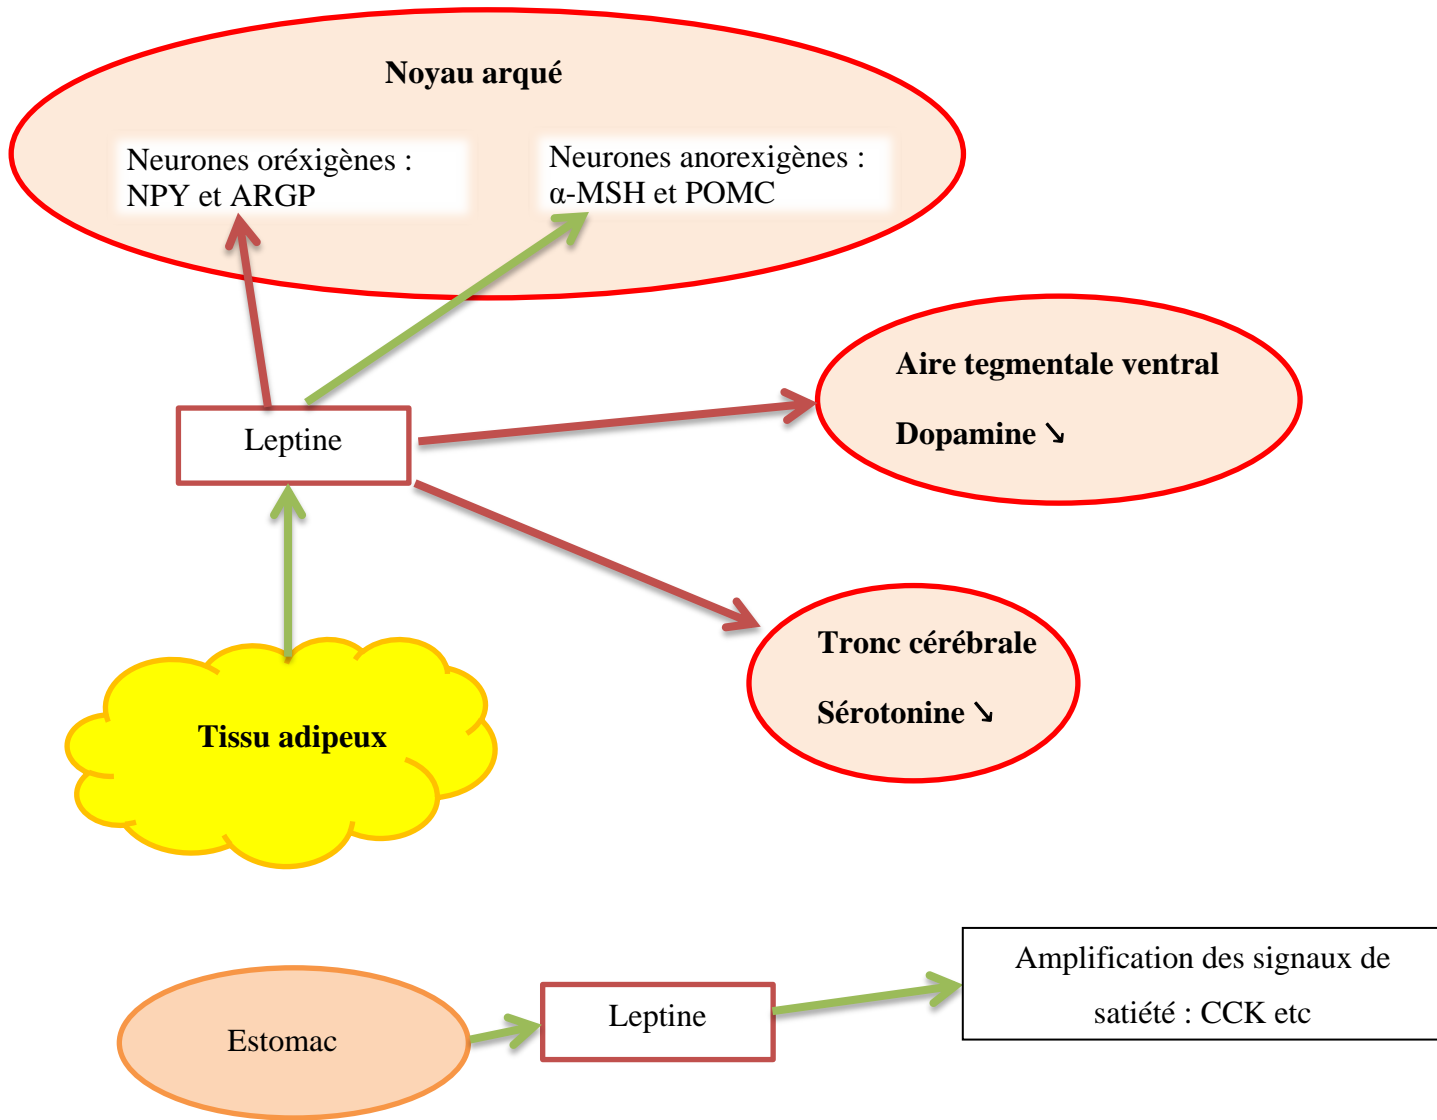 Noyau arqué
Neurones oréxigènes :
NPY et ARGP
Neurones anorexigènes :
α-MSH et POMC
Aire tegmentale ventral
Dopamine ↘
Leptine
Tronc cérébrale
Sérotonine ↘
Tissu adipeux
Amplification des signaux de
satiété : CCK etc
Leptine
Estomac